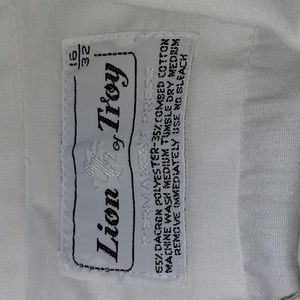 16
32
Lion of Troy
PERMANENT PRESS
65% DACRON POLYESTER-35% COMBED COTTON
MACHINE WASH MEDIUM TUMBLE DRY MEDIUM
REMOVE IMMEDIATELY USE NO BLEACH